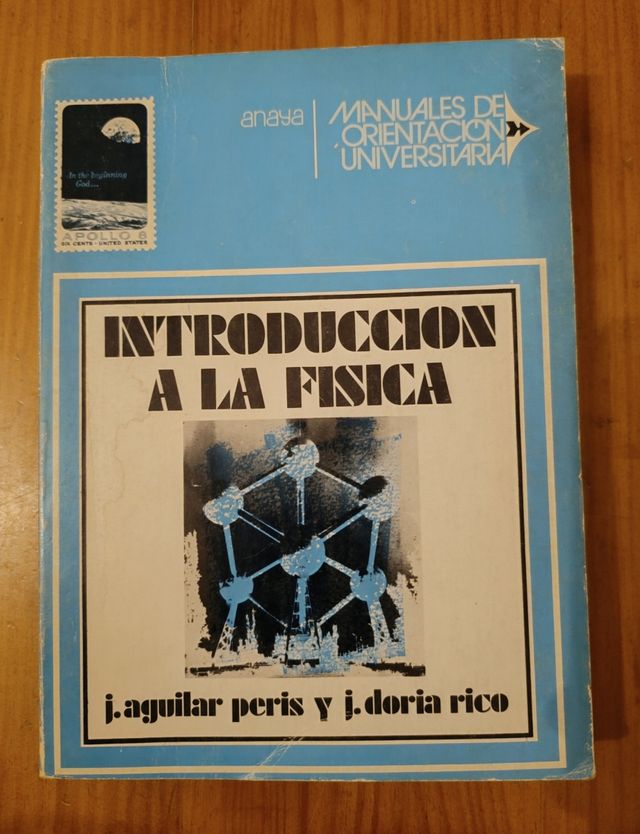 anaya
MANUALES DE
ORIENTACIÓN
UNIVERSITARIA
In the beginning
God...
APOLLO 8
SIX CENTS · UNITED STATES
INTRODUCCION
A LA FISICA
j. aguilar peris y j. doria rico